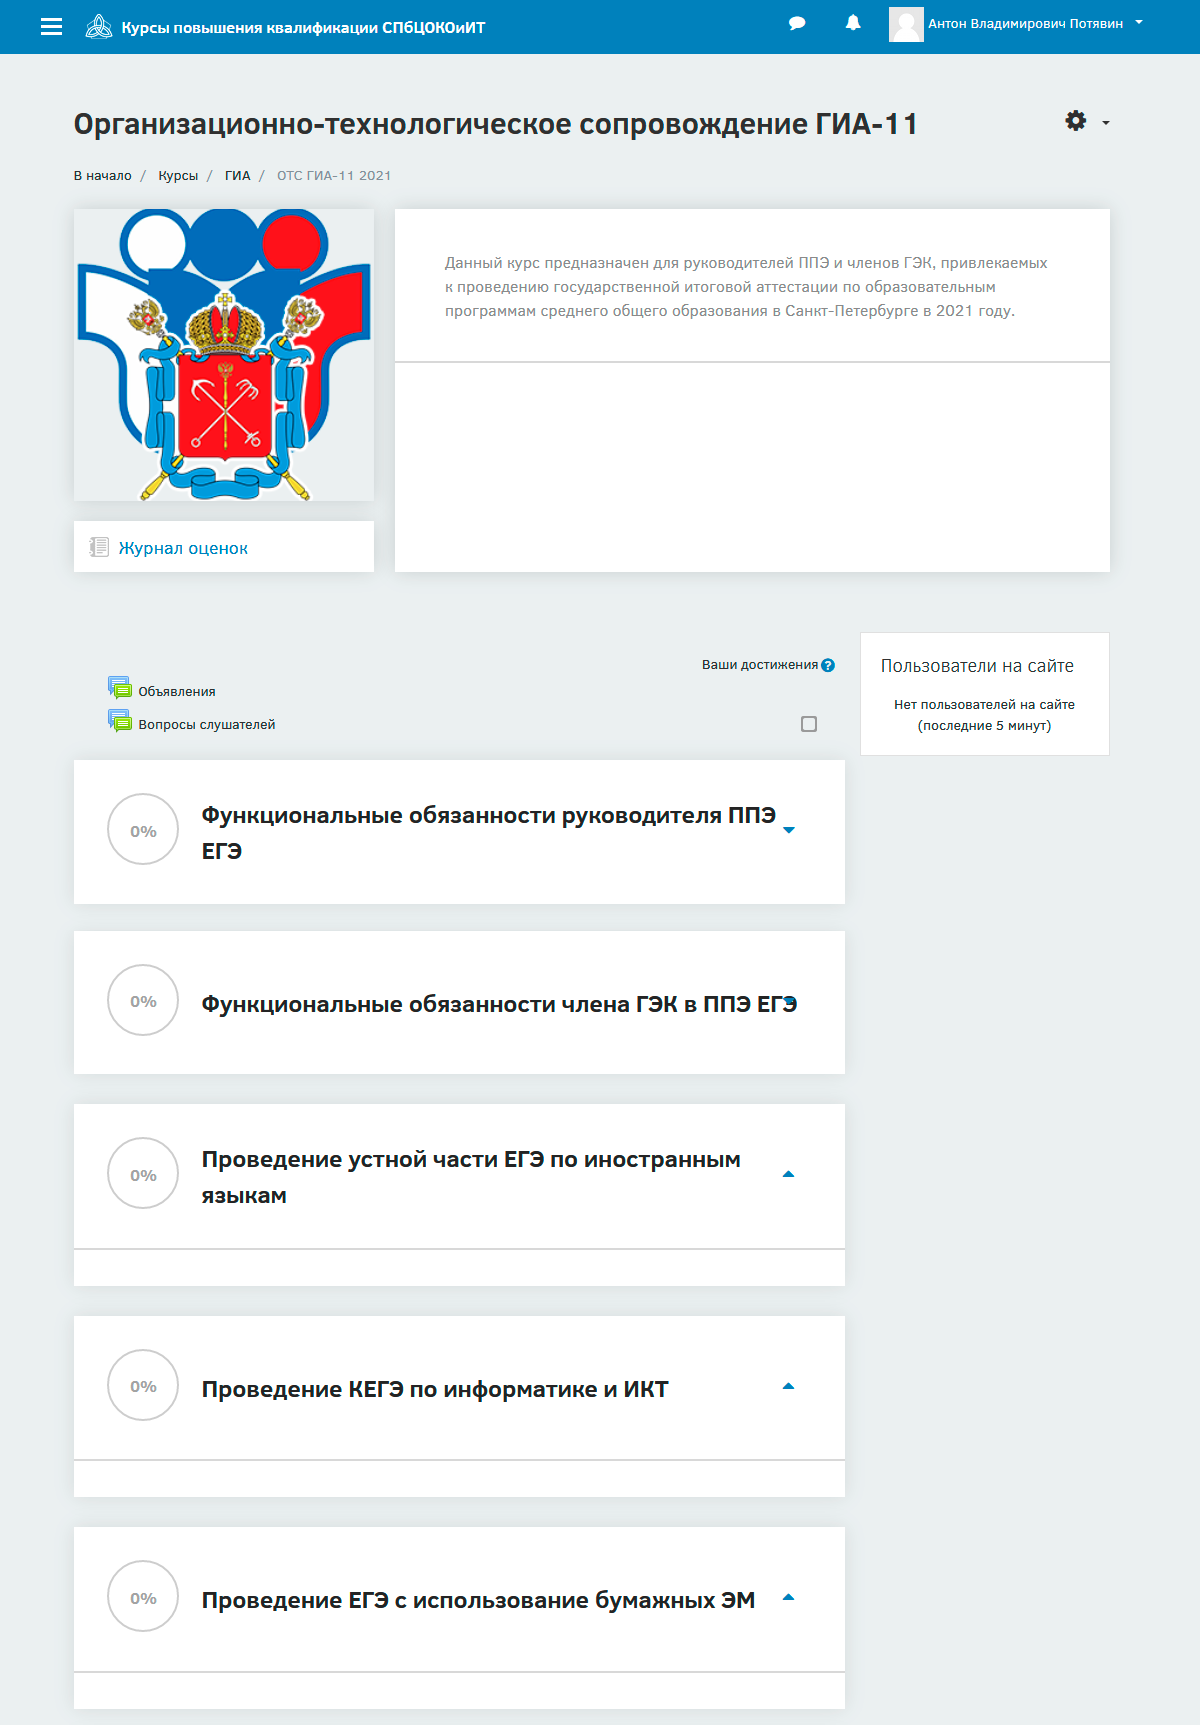 Курсы повышения квалификации СПбЦОКОиИТ
Антон Владимирович Потявин
Организационно-технологическое сопровождение ГИА-11
В начало / Курсы / ГИА / ОТС ГИА-11 2021
Данный курс предназначен для руководителей ППЭ и членов ГЭК, привлекаемых
к проведению государственной итоговой аттестации по образовательным
программам среднего общего образования в Санкт-Петербурге в 2021 году.
Журнал оценок
Ваши достижения ?
Объявления
Вопросы слушателей
Пользователи на сайте
Нет пользователей на сайте
(последние 5 минут)
0%
Функциональные обязанности руководителя ППЭ
ЕГЭ
0%
Функциональные обязанности члена ГЭК в ППЭ ЕГЭ
0%
Проведение устной части ЕГЭ по иностранным
языкам
0%
Проведение КЕГЭ по информатике и ИКТ
0%
Проведение ЕГЭ с использование бумажных ЭМ